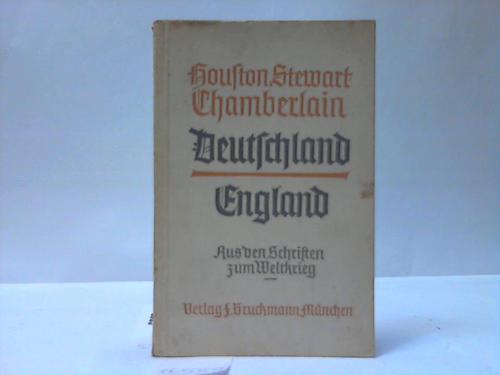 Houston Stewart
Chamberlain
Deutschland
England
Aus den Schriften
zum Weltkrieg
Verlag F. Bruckmann, München